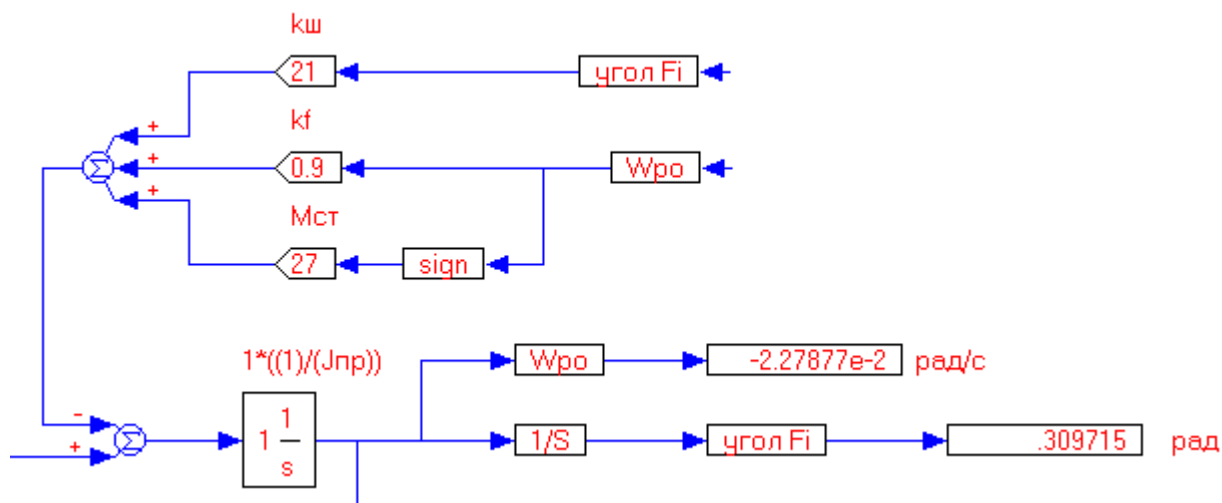 kш
21
угол Fi
+
kf
+
0.9
Wpo
Σ
+
Мст
27
sign
1*((1)/(Jпр))
Wpo
-2.27877e-2
рад/с
-
+
Σ
1
1
s
1/S
угол Fi
.309715
рад